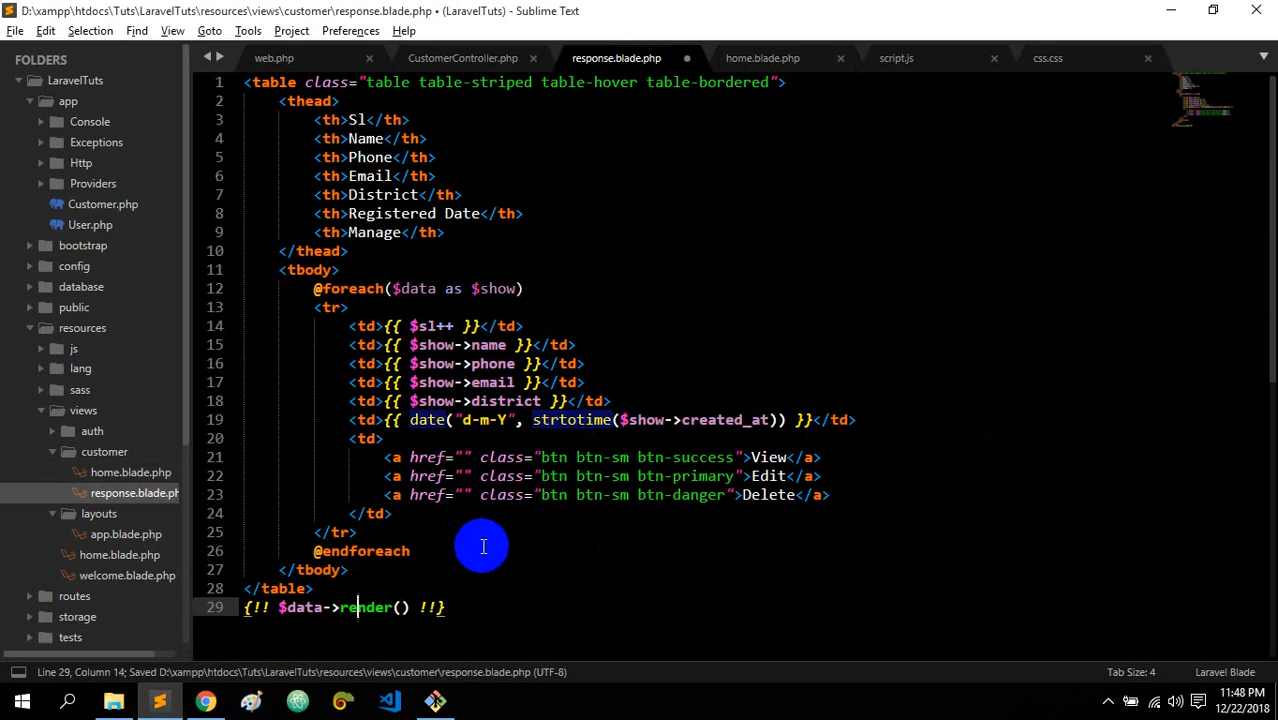 D:\xampp\htdocs\Tuts\LaravelTuts\resources\views\customer\response.blade.php • (LaravelTuts) - Sublime Text
File Edit Selection Find View Goto Tools Project Preferences Help
FOLDERS
LaravelTuts
app
Console
Exceptions
Http
Providers
Customer.php
User.php
bootstrap
config
database
public
resources
js
lang
sass
views
auth
customer
home.blade.php
response.blade.ph
layouts
app.blade.php
home.blade.php
welcome.blade.php
routes
storage
tests
web.php CustomerController.php response.blade.php home.blade.php script.js css.css
1 <table class="table table-striped table-hover table-bordered">
2 <thead>
3 <th>Sl</th>
4 <th>Name</th>
5 <th>Phone</th>
6 <th>Email</th>
7 <th>District</th>
8 <th>Registered Date</th>
9 <th>Manage</th>
10 </thead>
11 <tbody>
12 @foreach($data as $show)
13 <tr>
14 <td>{{ $sl++ }}</td>
15 <td>{{ $show->name }}</td>
16 <td>{{ $show->phone }}</td>
17 <td>{{ $show->email }}</td>
18 <td>{{ $show->district }}</td>
19 <td>{{ date("d-m-Y", strtotime($show->created_at)) }}</td>
20 <td>
21 <a href="" class="btn btn-sm btn-success">View</a>
22 <a href="" class="btn btn-sm btn-primary">Edit</a>
23 <a href="" class="btn btn-sm btn-danger">Delete</a>
24 </td>
25 </tr>
26 @endforeach
27 </tbody>
28 </table>
29 {!! $data->render() !!}
Line 29, Column 14; Saved D:\xampp\htdocs\Tuts\LaravelTuts\resources\views\customer\response.blade.php (UTF-8) Tab Size: 4 Laravel Blade
11:48 PM
12/22/2018